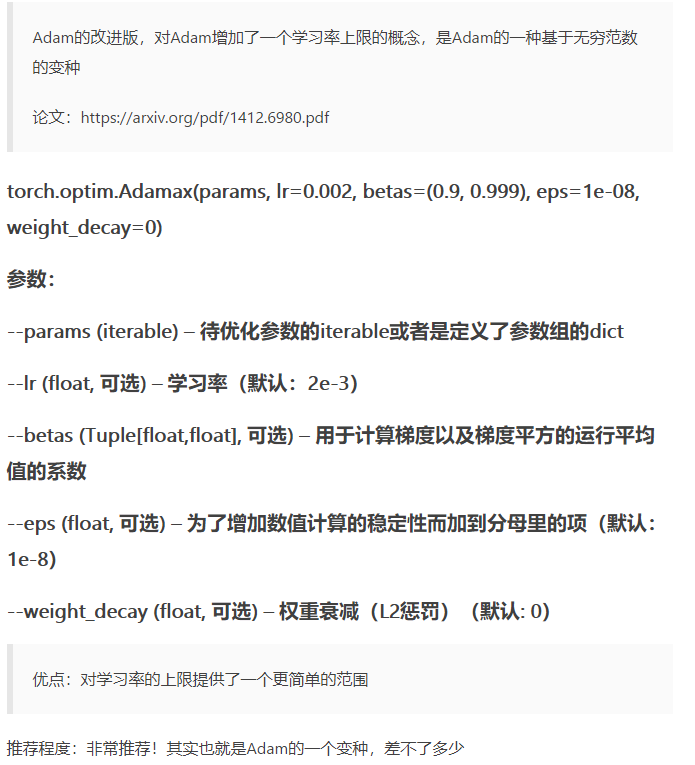 Adam的改进版，对Adam增加了一个学习率上限的概念，是Adam的一种基于无穷范数
的变种
论文：https://arxiv.org/pdf/1412.6980.pdf
torch.optim.Adamax(params, lr=0.002, betas=(0.9, 0.999), eps=1e-08,
weight_decay=0)
参数：
--params (iterable) – 待优化参数的iterable或者是定义了参数组的dict
--lr (float, 可选) – 学习率（默认：2e-3）
--betas (Tuple[float,float], 可选) – 用于计算梯度以及梯度平方的运行平均
值的系数
--eps (float, 可选) – 为了增加数值计算的稳定性而加到分母里的项（默认：
1e-8）
--weight_decay (float, 可选) – 权重衰减（L2惩罚）（默认: 0）
优点：对学习率的上限提供了一个更简单的范围
推荐程度：非常推荐！其实也就是Adam的一个变种，差不了多少